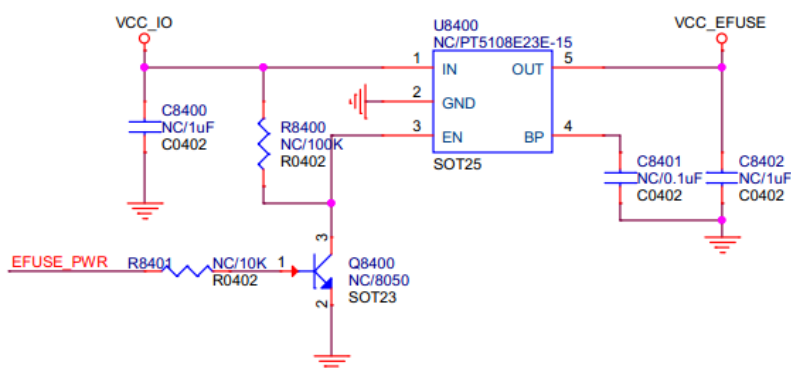 VCC_IO
U8400
NC/PT5108E23E-15
VCC_EFUSE
1
IN
OUT
5
2
GND
3
EN
BP
4
SOT25
C8400
NC/1uF
C0402
R8400
NC/100K
R0402
C8401
NC/0.1uF
C0402
C8402
NC/1uF
C0402
EFUSE_PWR
R8401
NC/10K
R0402
1
3
2
Q8400
NC/8050
SOT23